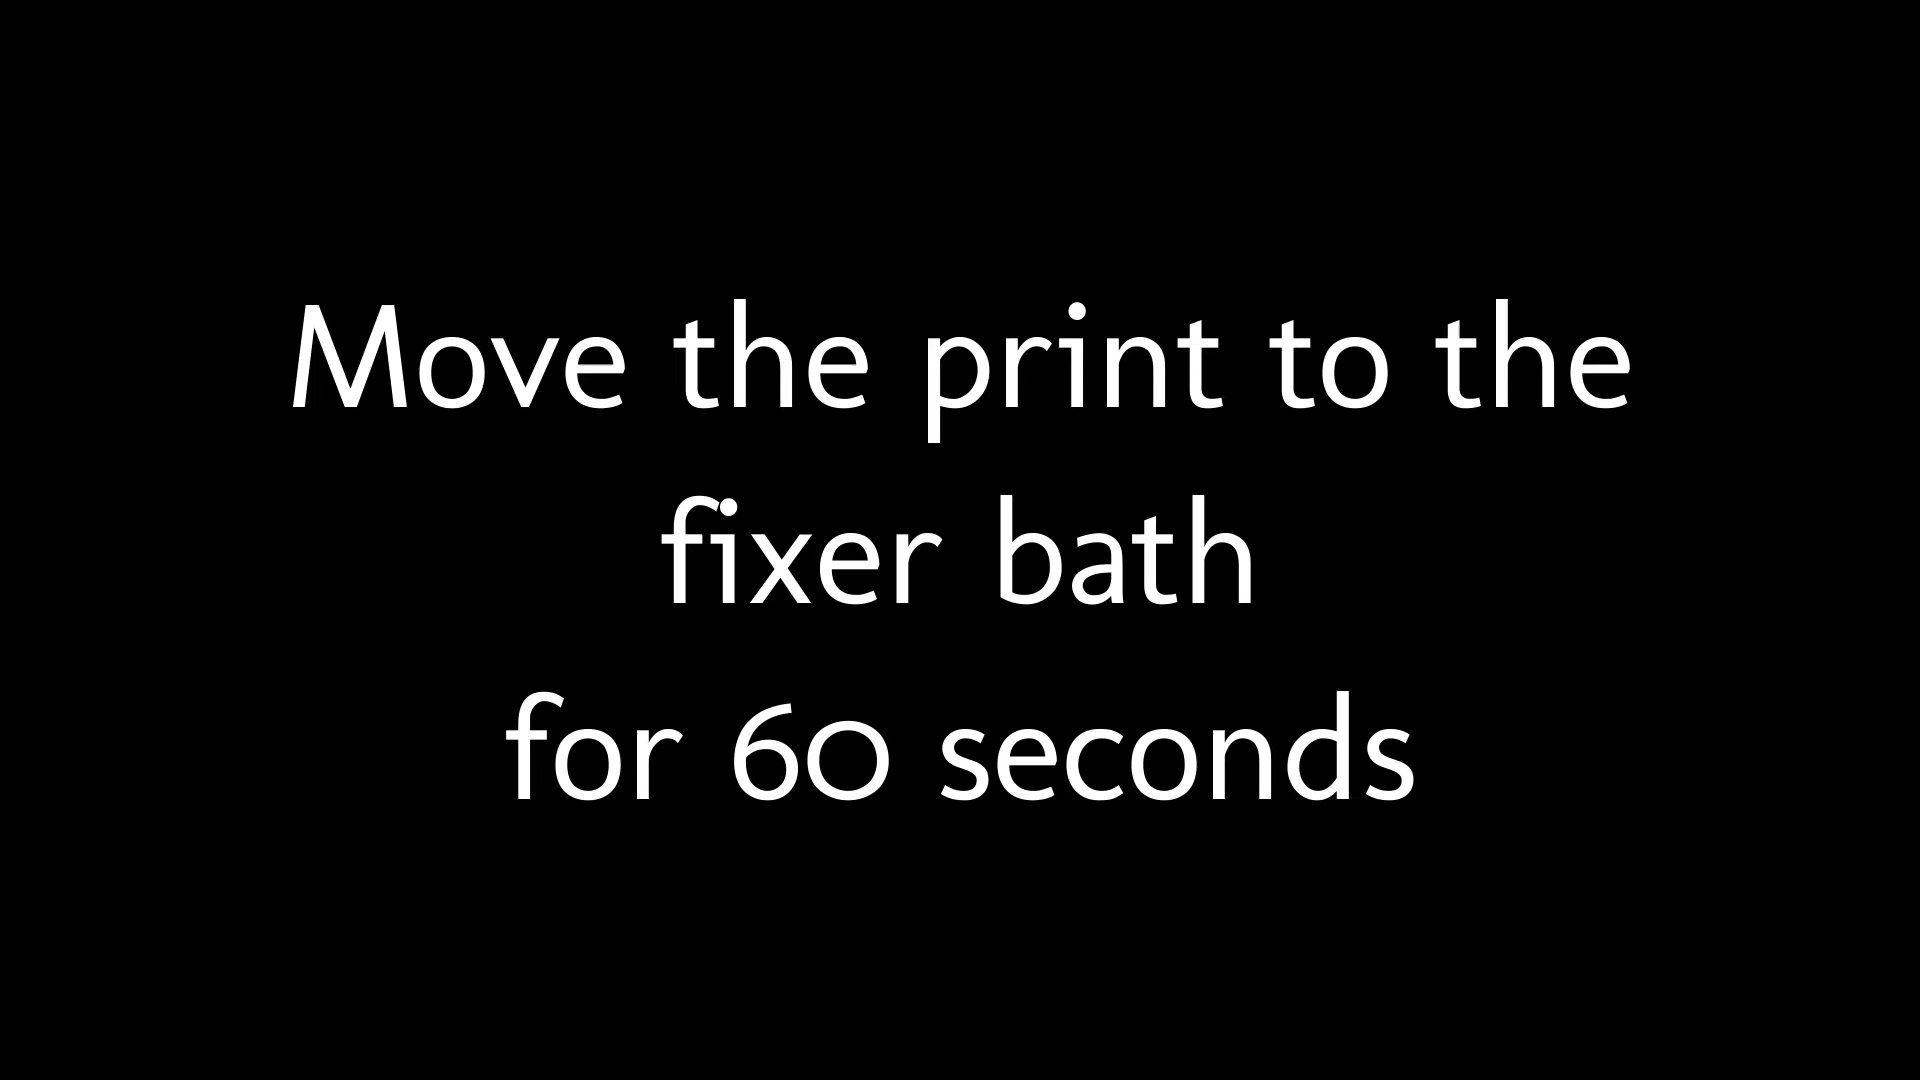 Move the print to the
fixer bath
for 60 seconds